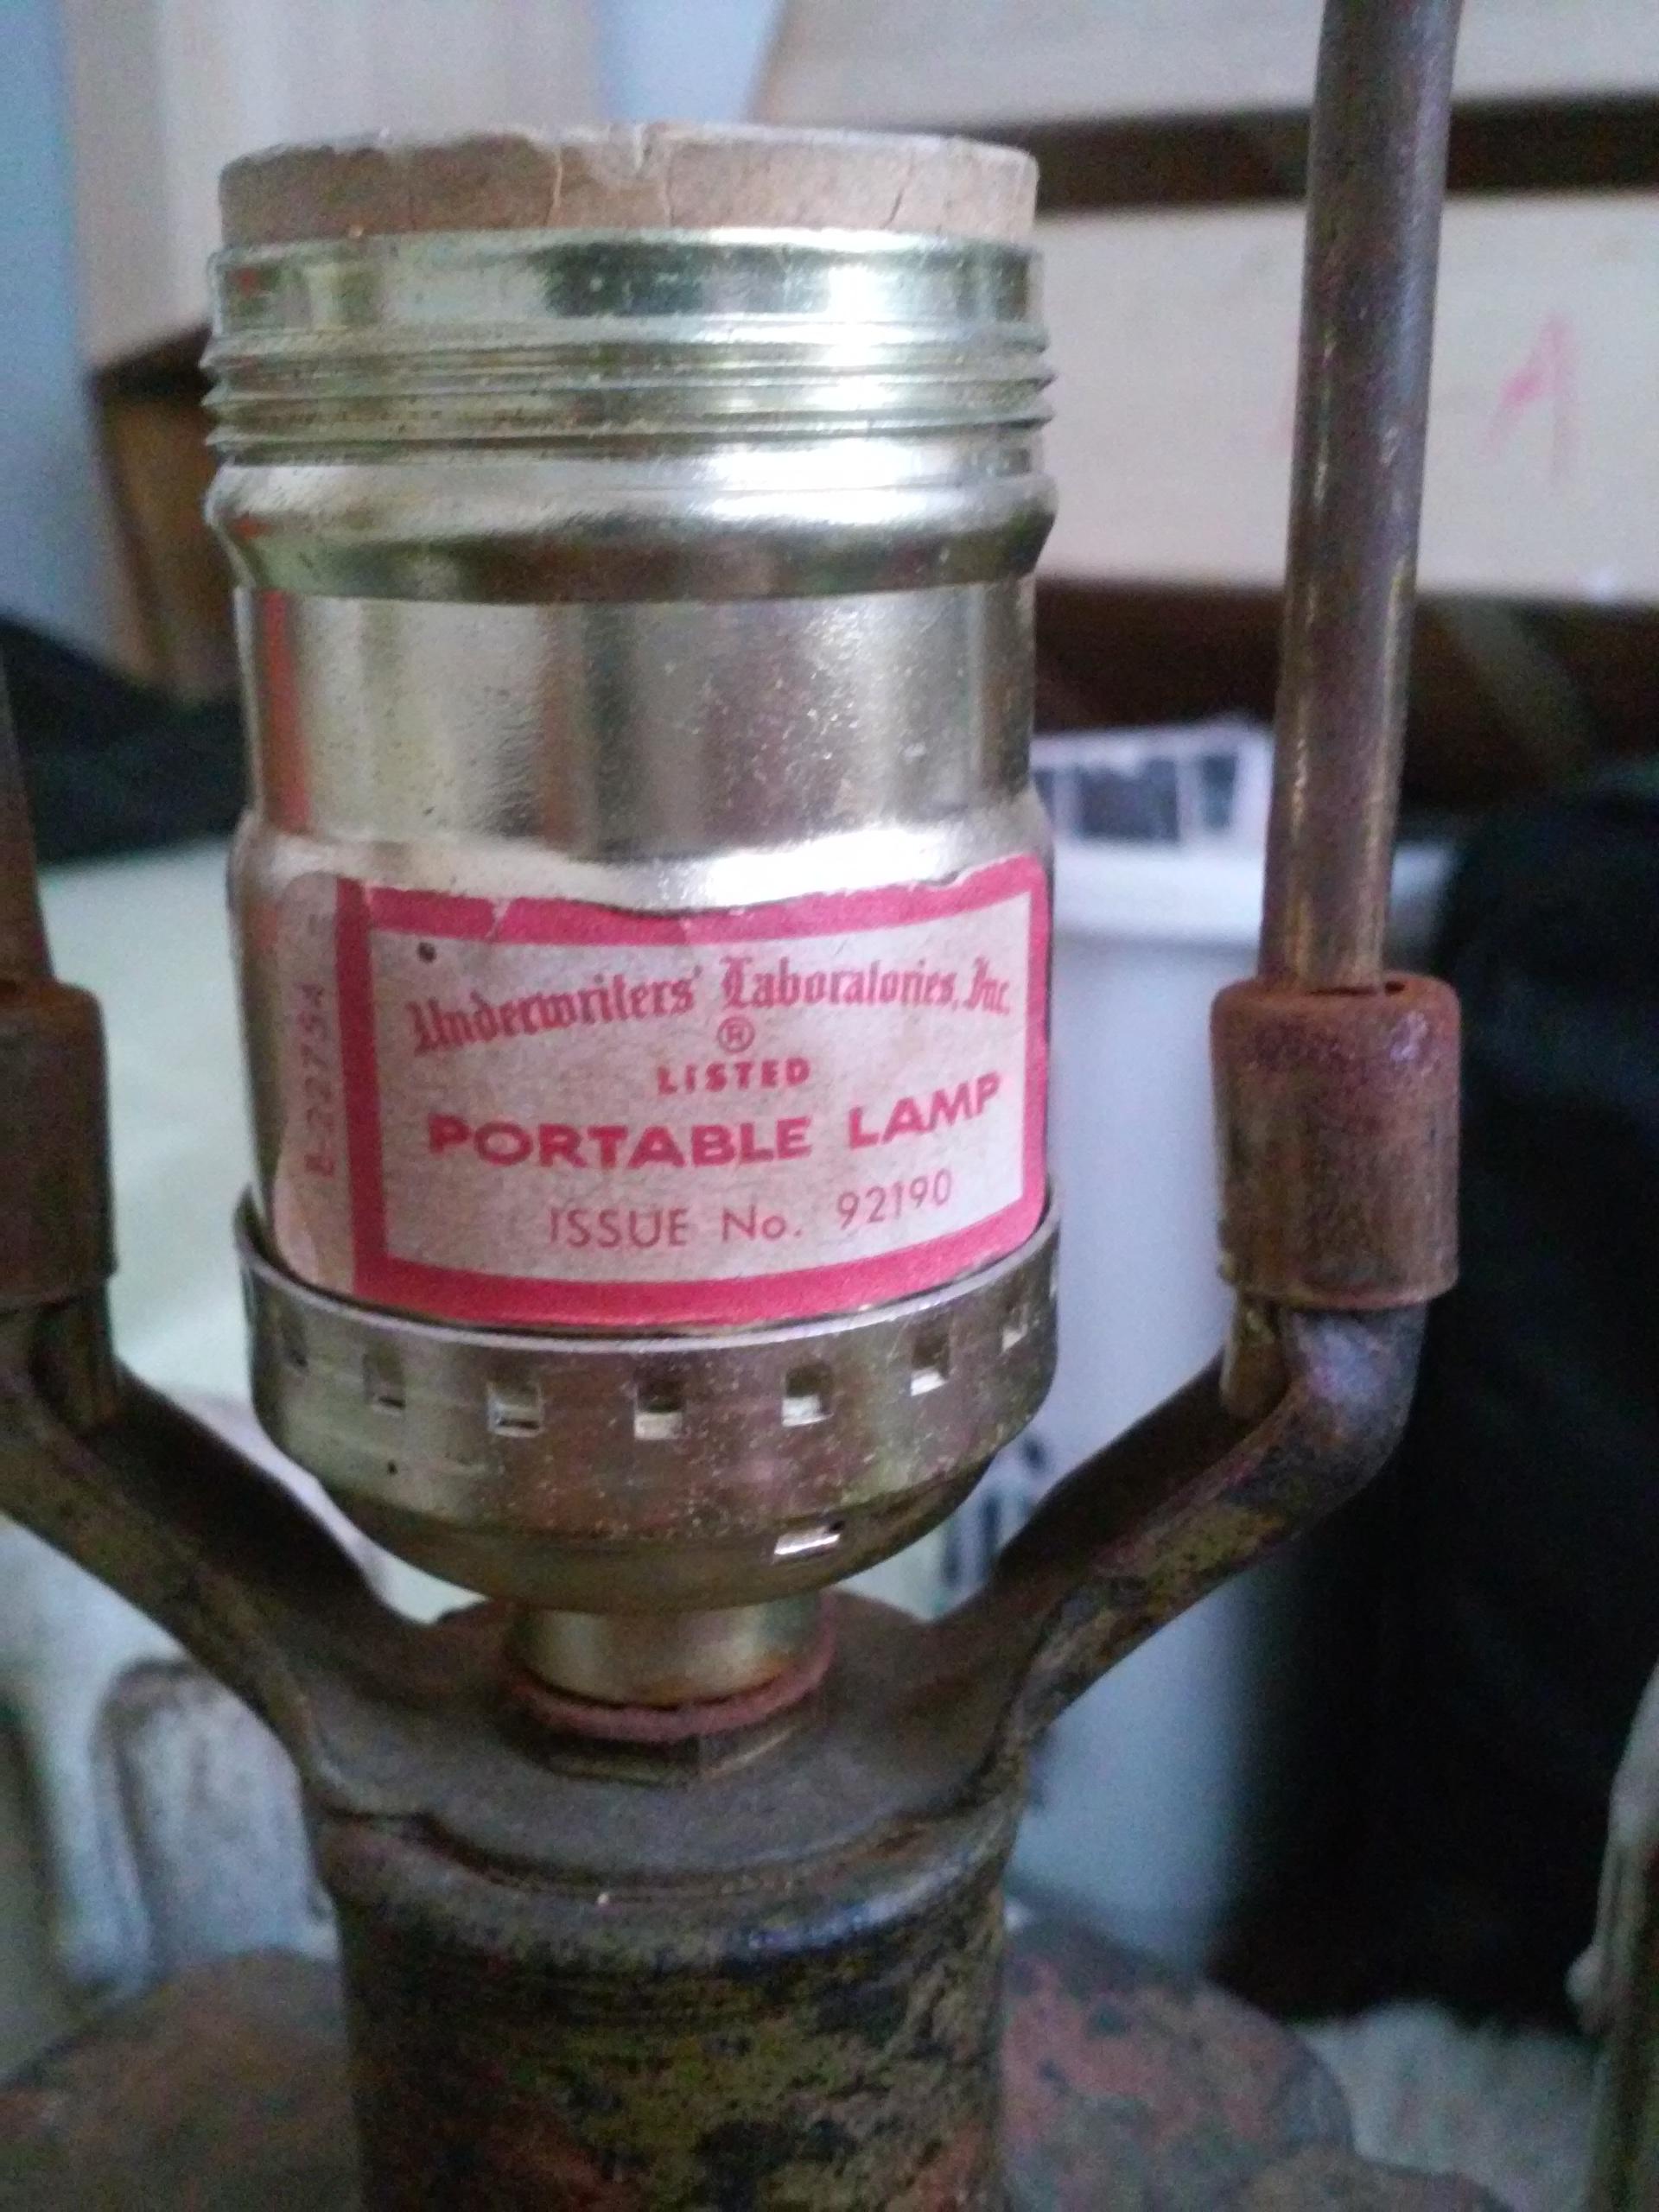 Underwriters' Laboratories, Inc.
®
LISTED
PORTABLE LAMP
ISSUE No. 92190
A